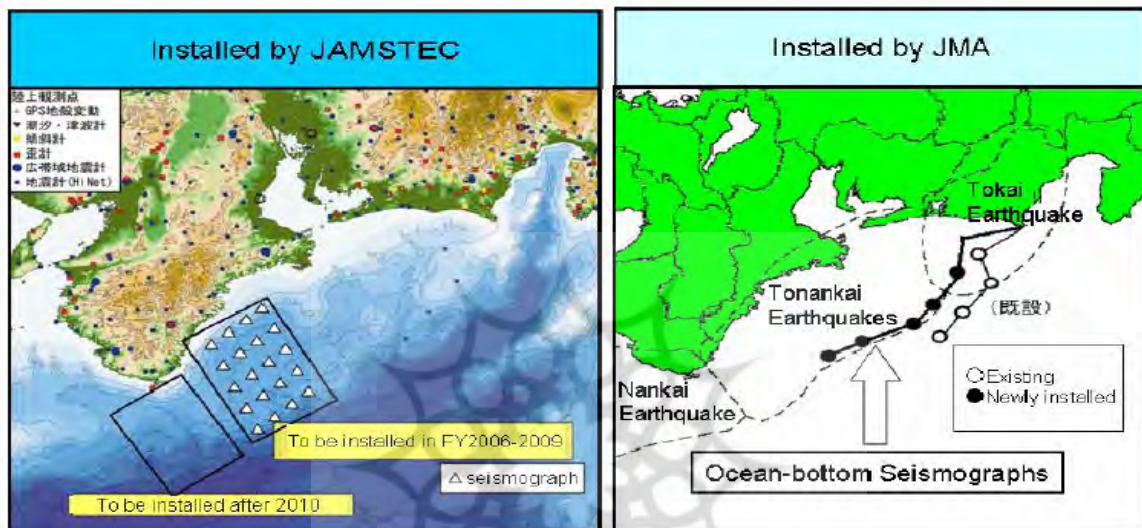 Installed by JAMSTEC
陸上観測点
GPS地殻変動
潮汐・津波計
傾斜計
歪計
広帯域地震計
地震計(HiNet)
To be installed in FY2006-2009
△ seismograph
To be installed after 2010
Installed by JMA
Tokai
Earthquake
Tonankai
Earthquakes
(既設)
Nankai
Earthquake
Existing
Newly installed
Ocean-bottom Seismographs